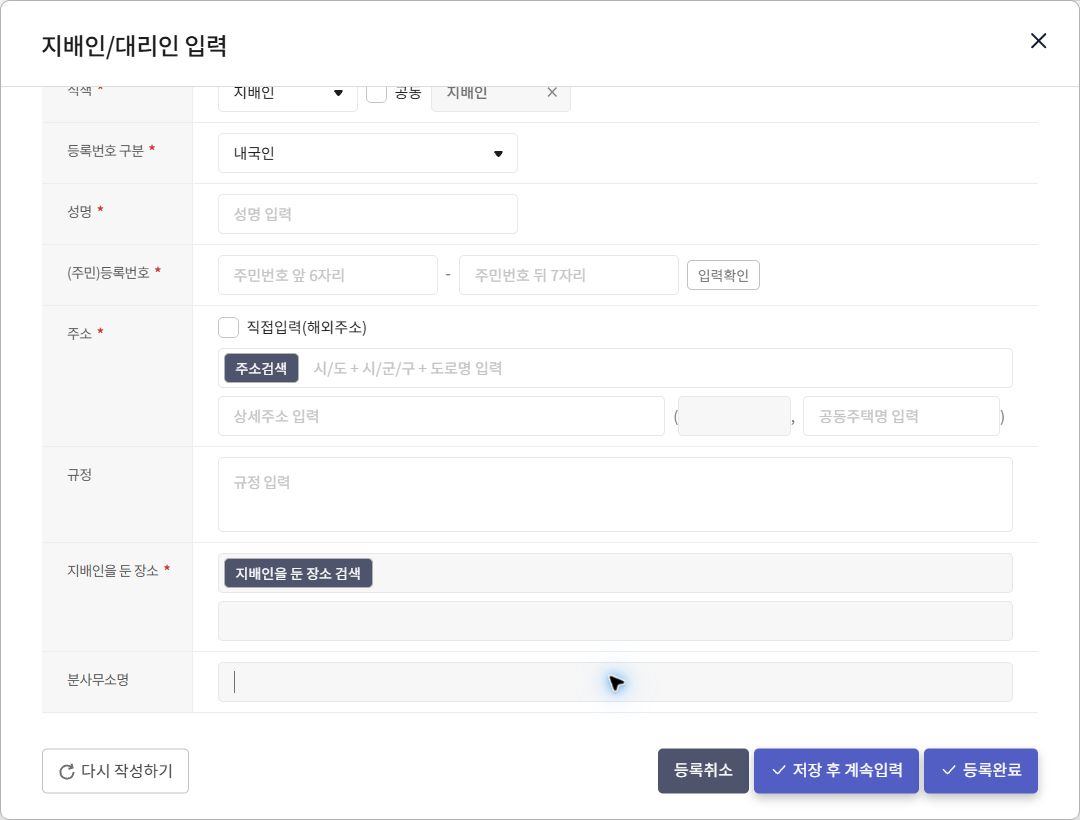 지배인/대리인 입력
직책 * 지배인 공동 지배인
등록번호 구분 * 내국인
성명 * 성명 입력
(주민)등록번호 * 주민번호 앞 6자리 - 주민번호 뒤 7자리 입력확인
주소 * 직접입력(해외주소)
주소검색 시/도 + 시/군/구 + 도로명 입력
상세주소 입력 ( , 공동주택명 입력 )
규정 규정 입력
지배인을 둔 장소 * 지배인을 둔 장소 검색
분사무소명
다시 작성하기 등록취소 저장 후 계속입력 등록완료